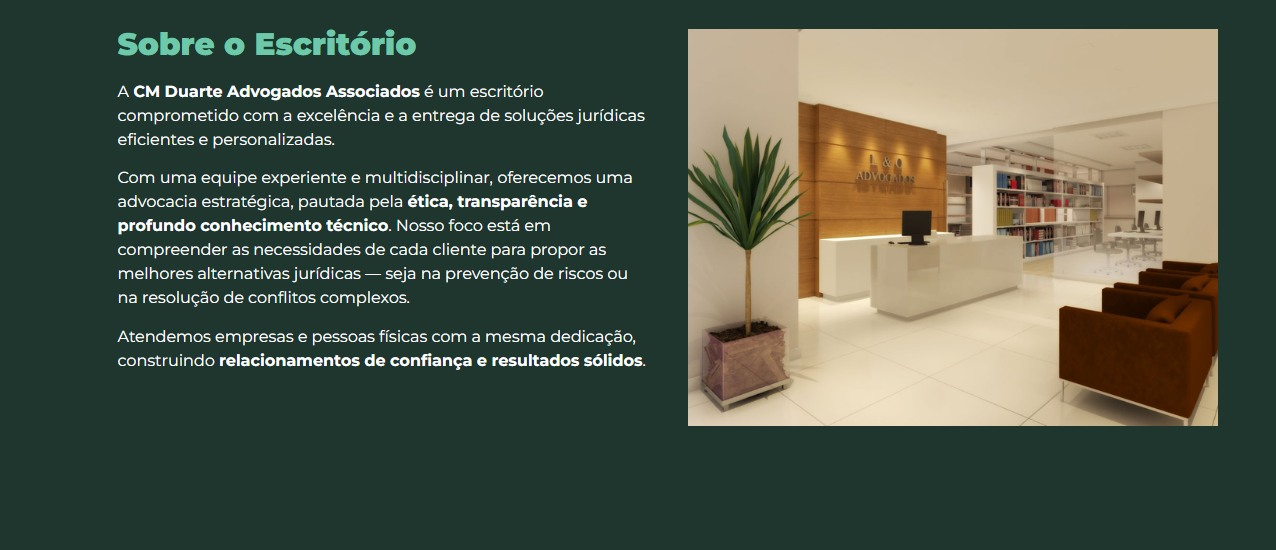 Sobre o Escritório
A CM Duarte Advogados Associados é um escritório
comprometido com a excelência e a entrega de soluções jurídicas
eficientes e personalizadas.
Com uma equipe experiente e multidisciplinar, oferecemos uma
advocacia estratégica, pautada pela ética, transparência e
profundo conhecimento técnico. Nosso foco está em
compreender as necessidades de cada cliente para propor as
melhores alternativas jurídicas — seja na prevenção de riscos ou
na resolução de conflitos complexos.
Atendemos empresas e pessoas físicas com a mesma dedicação,
construindo relacionamentos de confiança e resultados sólidos.
L & O
ADVOGADOS